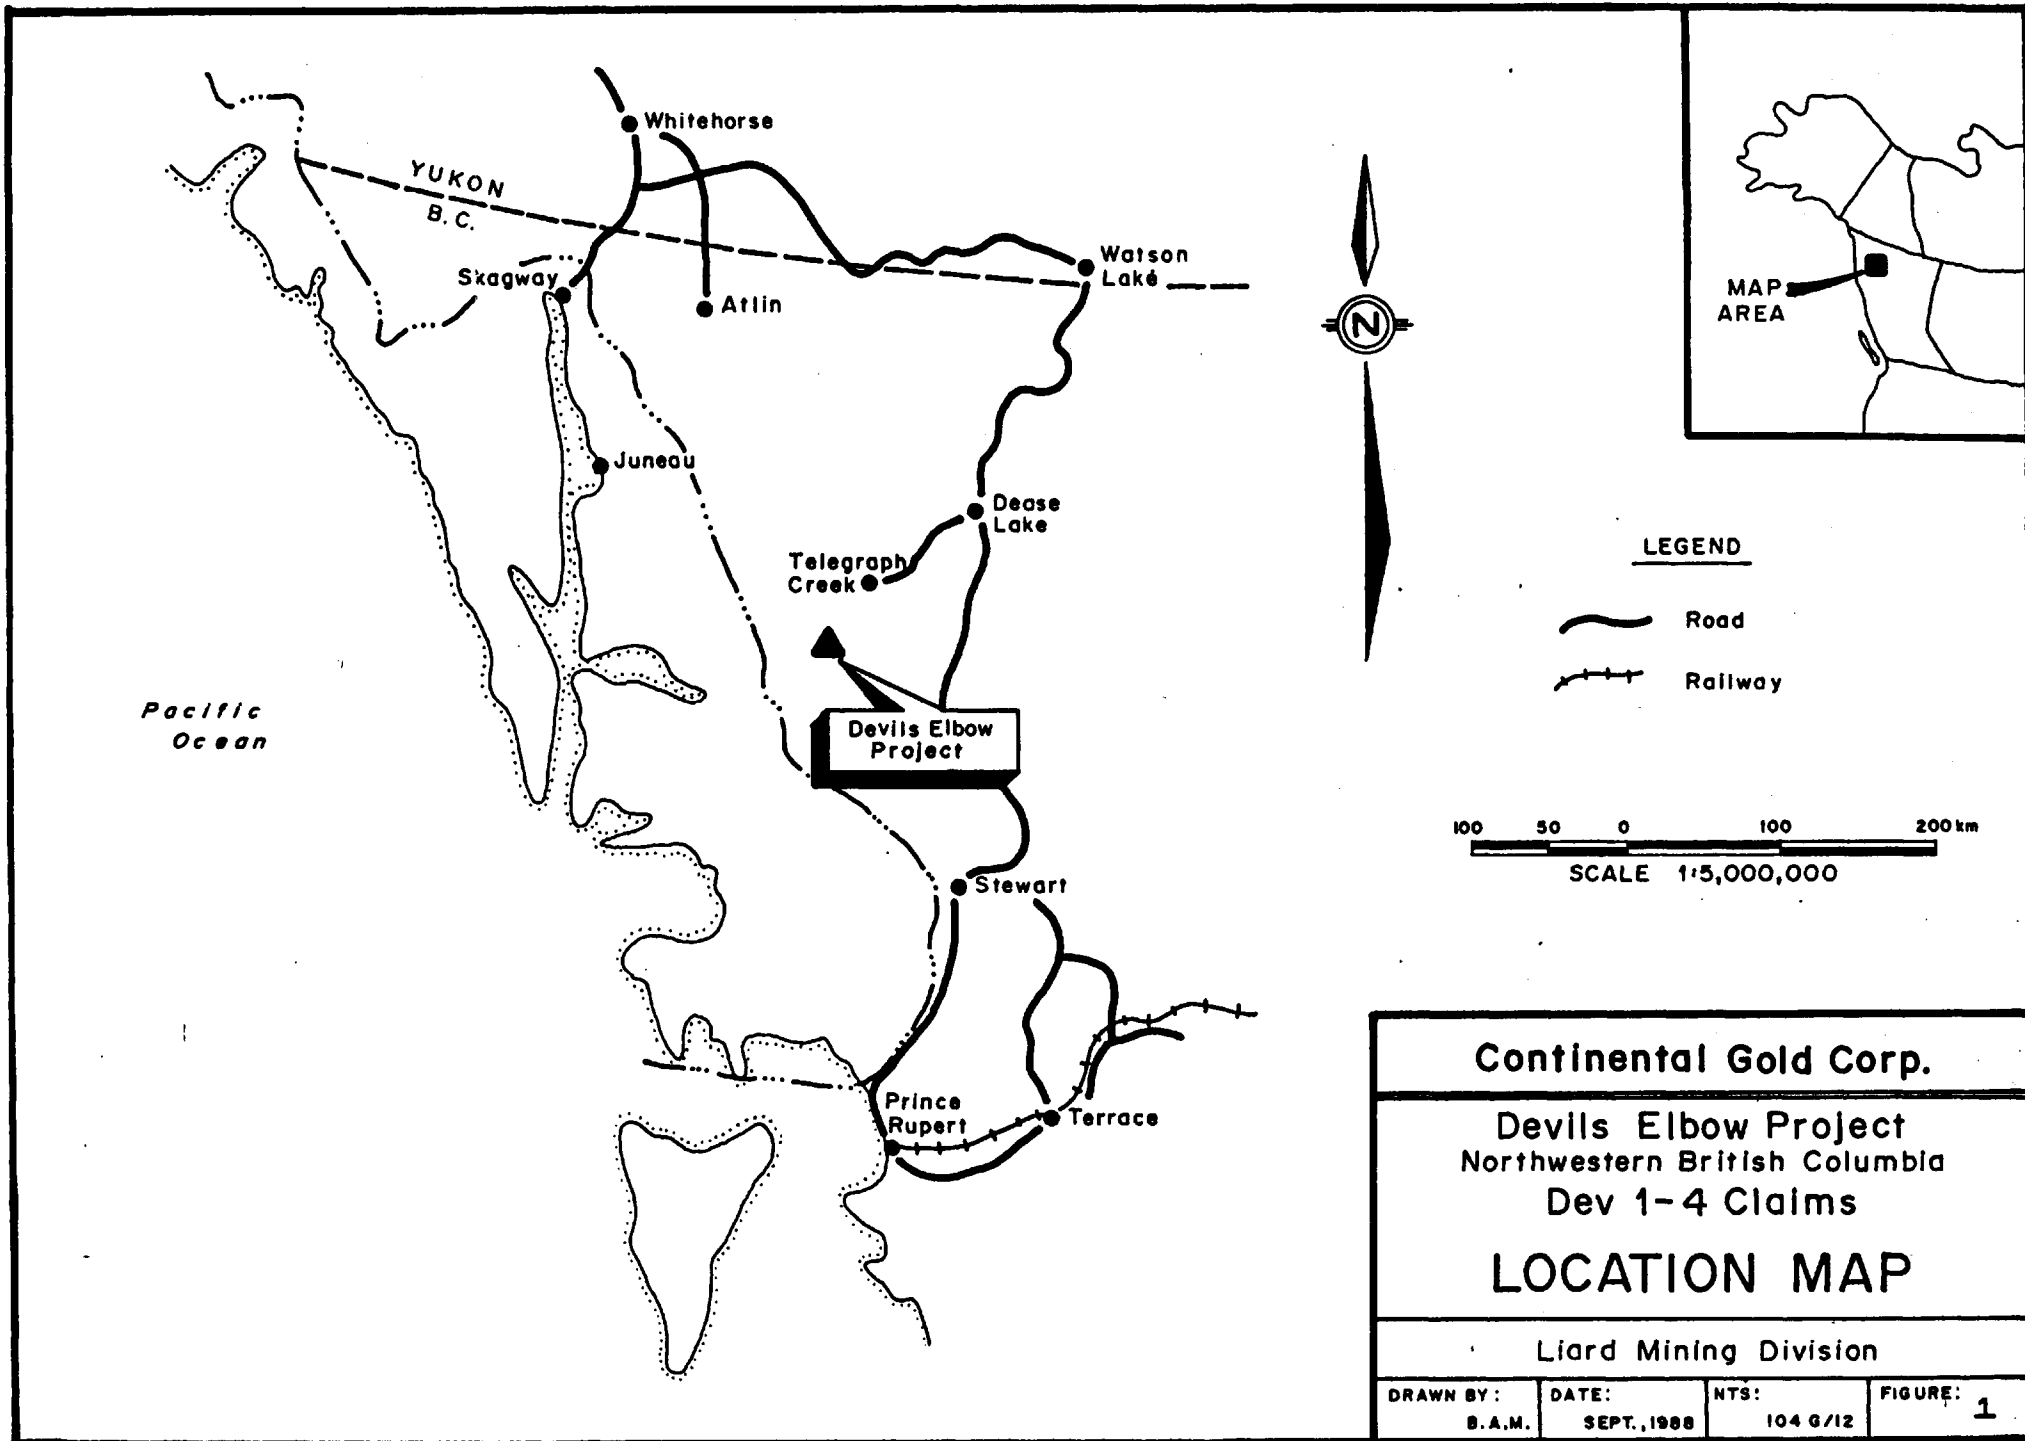 Whitehorse
YUKON
B.C.
Skagway
Atlin
Watson
Lake
Juneau
Dease
Lake
Telegraph
Creek
Devils Elbow
Project
Pacific
Ocean
Stewart
Prince
Rupert
Terrace
N
MAP
AREA
LEGEND
Road
Railway
100 50 0 100 200 km
SCALE 1:5,000,000
Continental Gold Corp.
Devils Elbow Project
Northwestern British Columbia
Dev 1-4 Claims
LOCATION MAP
Liard Mining Division
DRAWN BY: B.A.M.
DATE: SEPT., 1988
NTS: 104 G/12
FIGURE: 1